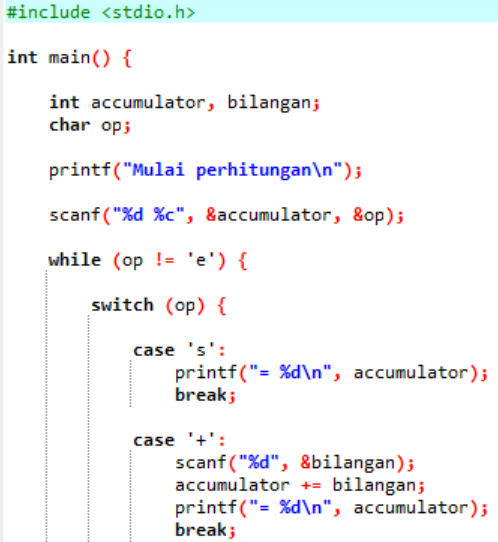 #include <stdio.h>
int main() {
int accumulator, bilangan;
char op;
printf("Mulai perhitungan\n");
scanf("%d %c", &accumulator, &op);
while (op != 'e') {
switch (op) {
case 's':
printf("= %d\n", accumulator);
break;
case '+':
scanf("%d", &bilangan);
accumulator += bilangan;
printf("= %d\n", accumulator);
break;